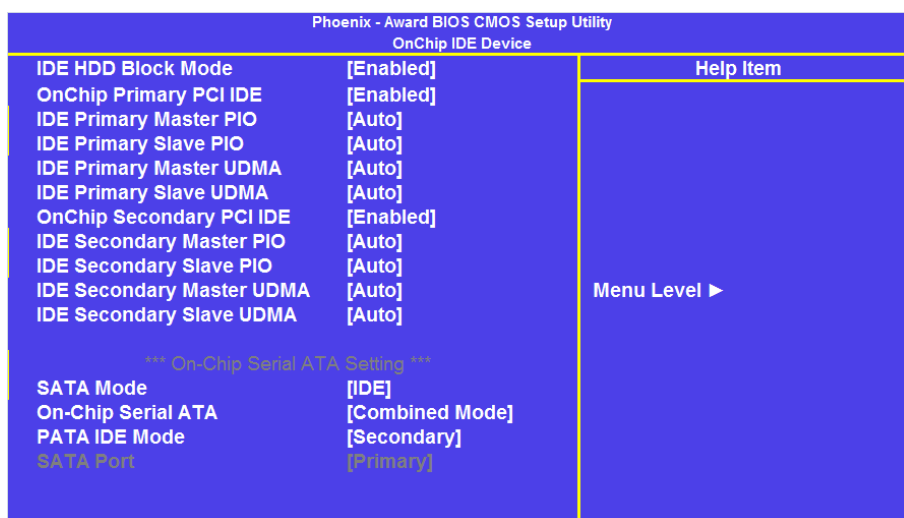 Phoenix - Award BIOS CMOS Setup Utility
OnChip IDE Device
IDE HDD Block Mode [Enabled] Help Item
OnChip Primary PCI IDE [Enabled]
IDE Primary Master PIO [Auto]
IDE Primary Slave PIO [Auto]
IDE Primary Master UDMA [Auto]
IDE Primary Slave UDMA [Auto]
OnChip Secondary PCI IDE [Enabled]
IDE Secondary Master PIO [Auto]
IDE Secondary Slave PIO [Auto]
IDE Secondary Master UDMA [Auto] Menu Level ►
IDE Secondary Slave UDMA [Auto]
*** On-Chip Serial ATA Setting ***
SATA Mode [IDE]
On-Chip Serial ATA [Combined Mode]
PATA IDE Mode [Secondary]
SATA Port [Primary]